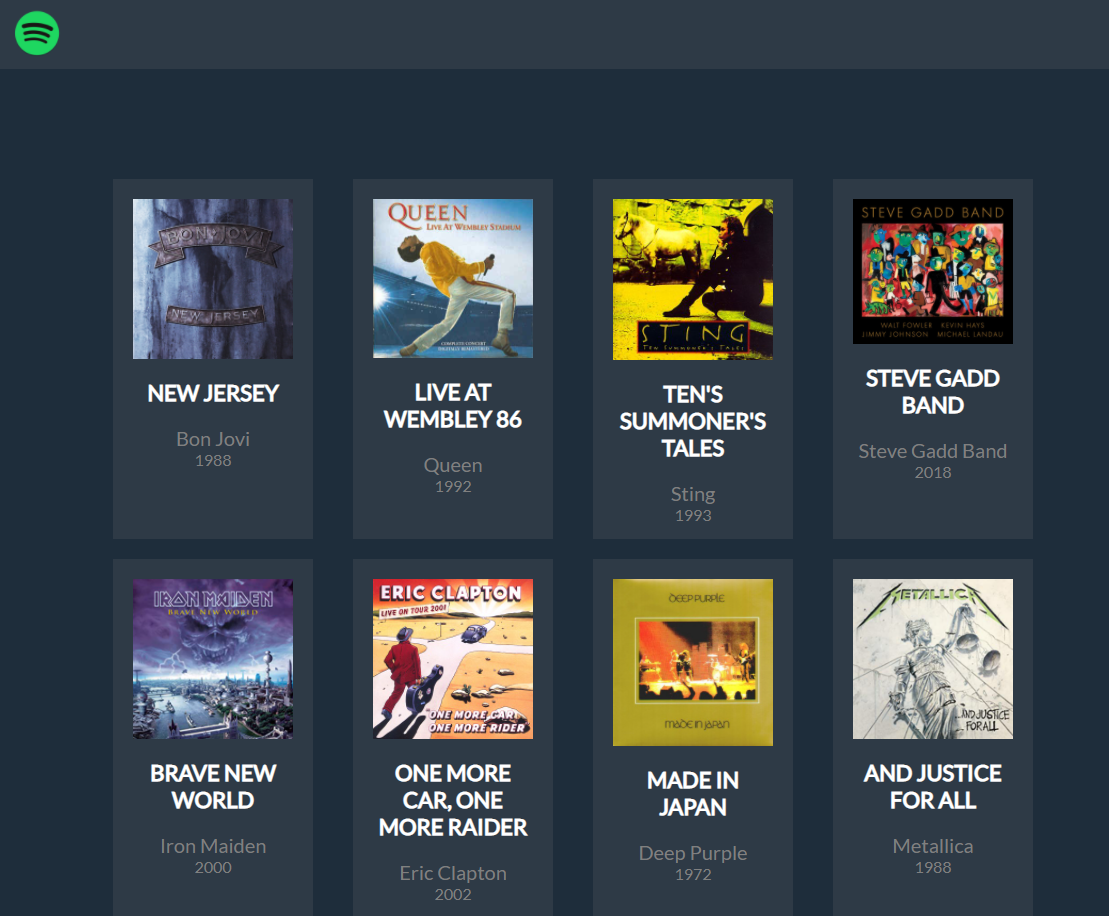 BON JOVI
NEW JERSEY
NEW JERSEY
Bon Jovi
1988
QUEEN
LIVE AT WEMBLEY STADIUM
COMPLETE CONCERT
DIGITALLY REMASTERED
LIVE AT
WEMBLEY 86
Queen
1992
STING
TEN SUMMONER'S TALES
TEN'S
SUMMONER'S
TALES
Sting
1993
STEVE GADD BAND
WALT FOWLER KEVIN HAYS
JIMMY JOHNSON MICHAEL LANDAU
STEVE GADD
BAND
Steve Gadd Band
2018
IRON MAIDEN
BRAVE NEW WORLD
BRAVE NEW
WORLD
Iron Maiden
2000
ERIC CLAPTON
LIVE ON TOUR 2001
ONE MORE CAR
ONE MORE RIDER
ONE MORE
CAR, ONE
MORE RAIDER
Eric Clapton
2002
DEEP PURPLE
MADE IN JAPAN
MADE IN
JAPAN
Deep Purple
1972
METALLICA
...AND JUSTICE
FOR ALL
AND JUSTICE
FOR ALL
Metallica
1988